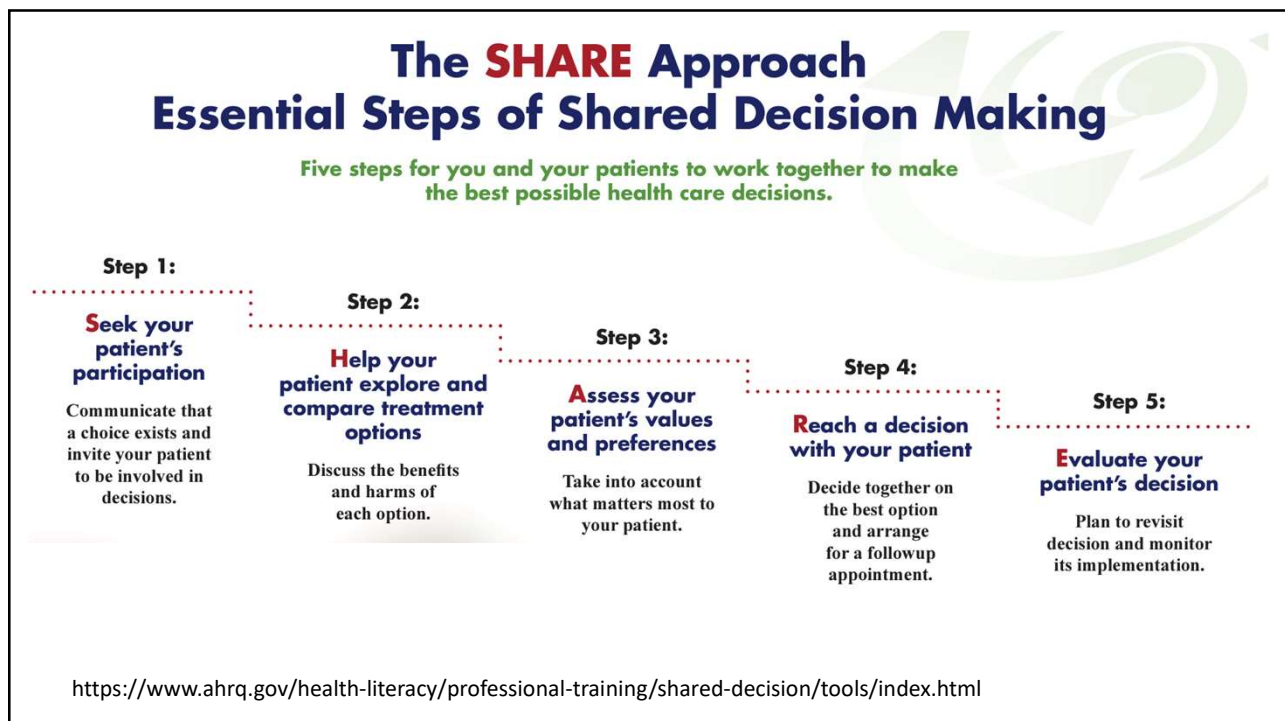 The SHARE Approach
Essential Steps of Shared Decision Making
Five steps for you and your patients to work together to make
the best possible health care decisions.
Step 1:
Seek your
patient's
participation
Communicate that
a choice exists and
invite your patient
to be involved in
decisions.
Step 2:
Help your
patient explore and
compare treatment
options
Discuss the benefits
and harms of
each option.
Step 3:
Assess your
patient's values
and preferences
Take into account
what matters most to
your patient.
Step 4:
Reach a decision
with your patient
Decide together on
the best option
and arrange
for a followup
appointment.
Step 5:
Evaluate your
patient's decision
Plan to revisit
decision and monitor
its implementation.
https://www.ahrq.gov/health-literacy/professional-training/shared-decision/tools/index.html